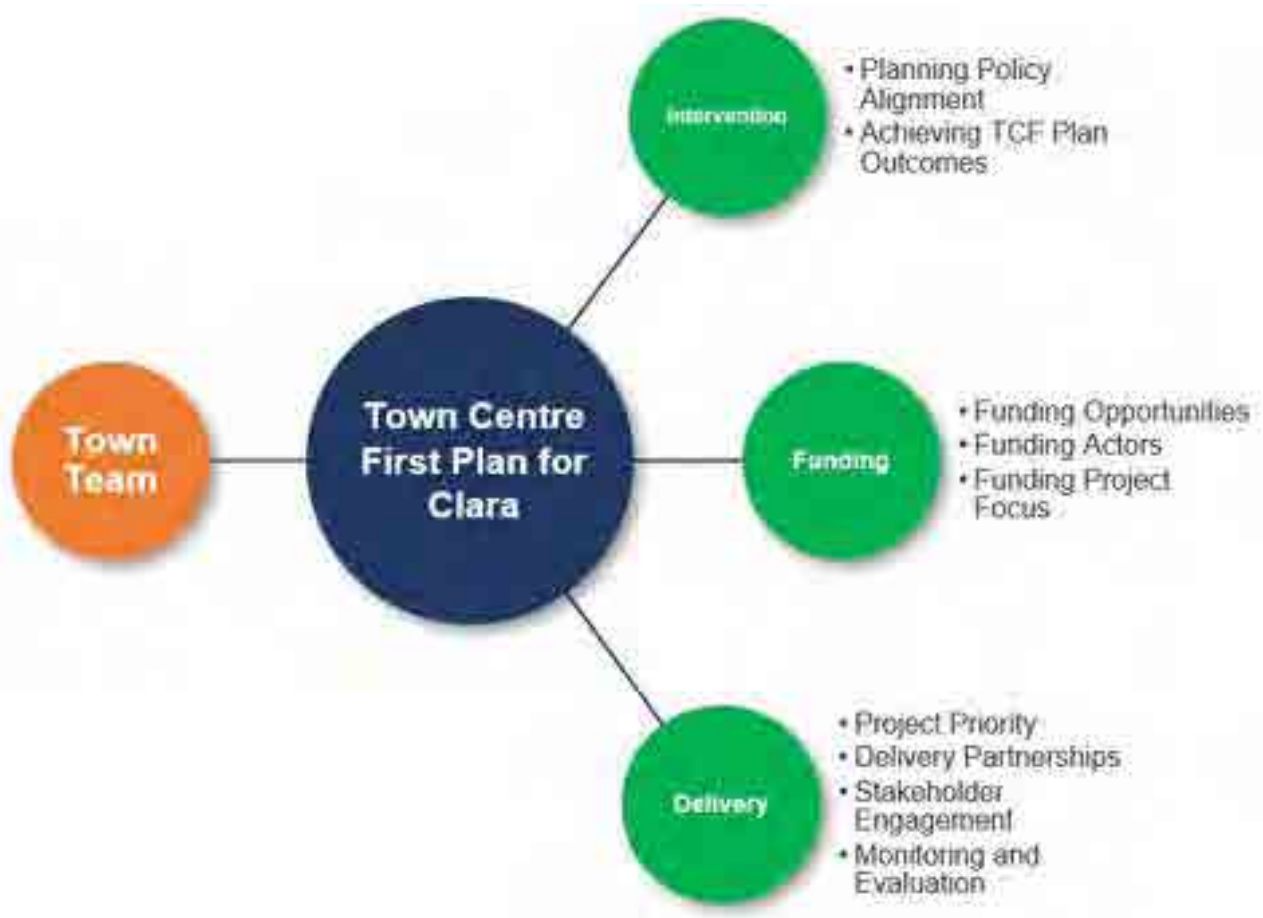 Town
Team
Town Centre
First Plan for
Clara
Intervention
• Planning Policy
Alignment
• Achieving TCF Plan
Outcomes
Funding
• Funding Opportunities
• Funding Actors
• Funding Project
Focus
Delivery
• Project Priority
• Delivery Partnerships
• Stakeholder
Engagement
• Monitoring and
Evaluation